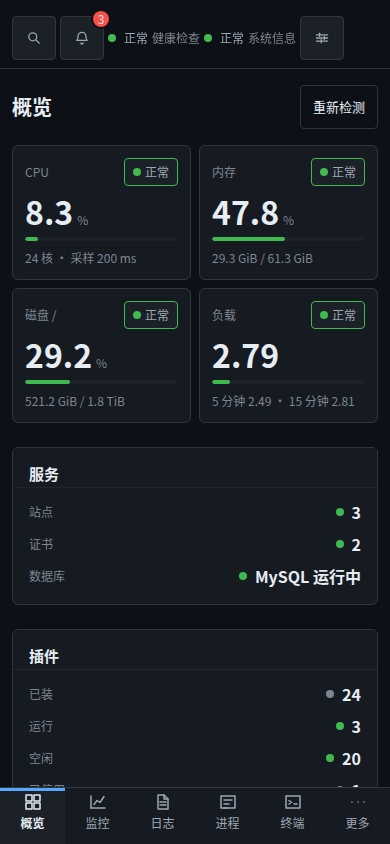 3
正常 健康检查 正常 系统信息
概览
重新检测
CPU 正常
8.3 %
24 核 · 采样 200 ms
内存 正常
47.8 %
29.3 GiB / 61.3 GiB
磁盘 / 正常
29.2 %
521.2 GiB / 1.8 TiB
负载 正常
2.79
5 分钟 2.49 · 15 分钟 2.81
服务
站点 3
证书 2
数据库 MySQL 运行中
插件
已装 24
运行 3
空闲 20
概览 监控 日志 进程 终端 更多